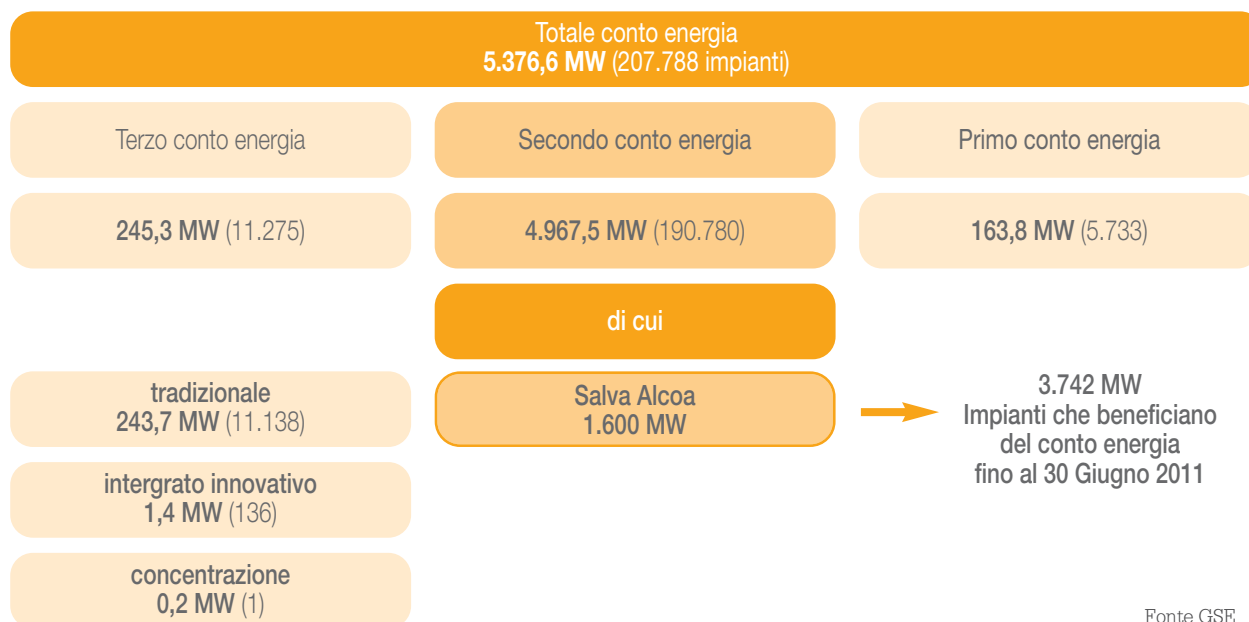 Totale conto energia
5.376,6 MW (207.788 impianti)
Terzo conto energia
Secondo conto energia
Primo conto energia
245,3 MW (11.275)
4.967,5 MW (190.780)
163,8 MW (5.733)
di cui
tradizionale
243,7 MW (11.138)
Salva Alcoa
1.600 MW
3.742 MW
Impianti che beneficiano
del conto energia
fino al 30 Giugno 2011
intergrato innovativo
1,4 MW (136)
concentrazione
0,2 MW (1)
Fonte GSE